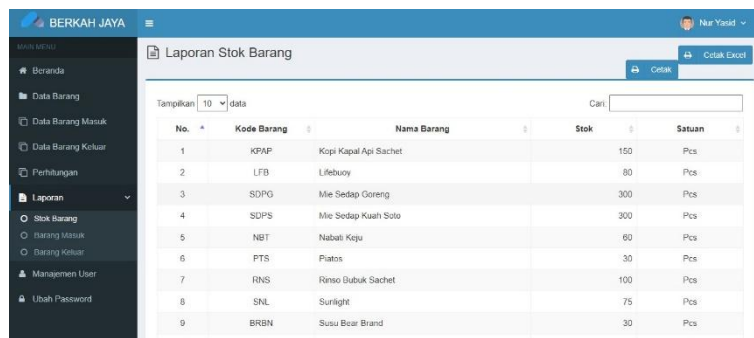 BERKAH JAYA
Nur Yasid
MAIN MENU
Beranda
Data Barang
Data Barang Masuk
Data Barang Keluar
Perhitungan
Laporan
Stok Barang
Barang Masuk
Barang Keluar
Manajemen User
Ubah Password
Laporan Stok Barang
Cetak Excel
Cetak
Tampilkan 10 data
Cari:
No. Kode Barang Nama Barang Stok Satuan
1 KPAP Kopi Kapal Api Sachet 150 Pcs
2 LFB Lifebuoy 80 Pcs
3 SDPG Mie Sedap Goreng 300 Pcs
4 SDPS Mie Sedap Kuah Soto 300 Pcs
5 NBT Nabati Keju 60 Pcs
6 PTS Piatos 30 Pcs
7 RNS Rinso Bubuk Sachet 100 Pcs
8 SNL Sunlight 75 Pcs
9 BRBN Susu Bear Brand 30 Pcs